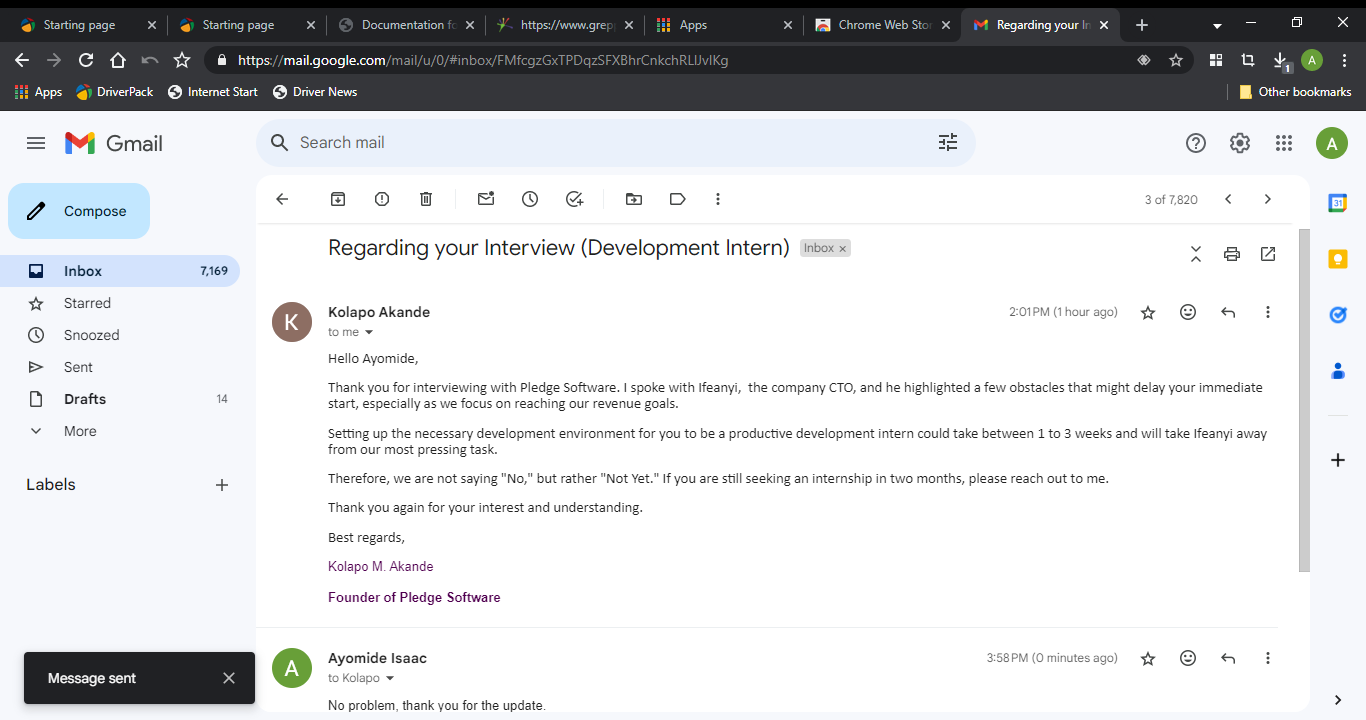 Starting page
Starting page
Documentation fo
https://www.grep
Apps
Chrome Web Stor
Regarding your In
https://mail.google.com/mail/u/0/#inbox/FMfcgzGxTPDqzSFXBhrCnkchRLlJvlKg
1
A
Apps
DriverPack
Internet Start
Driver News
Other bookmarks
Gmail
Search mail
A
Compose
3 of 7,820
31
Regarding your Interview (Development Intern) Inbox ×
Inbox 7,169
Starred
Snoozed
Sent
Drafts 14
More
Labels
K
Kolapo Akande
2:01 PM (1 hour ago)
to me
Hello Ayomide,
Thank you for interviewing with Pledge Software. I spoke with Ifeanyi,  the company CTO, and he highlighted a few obstacles that might delay your immediate
start, especially as we focus on reaching our revenue goals.
Setting up the necessary development environment for you to be a productive development intern could take between 1 to 3 weeks and will take Ifeanyi away
from our most pressing task.
Therefore, we are not saying "No," but rather "Not Yet." If you are still seeking an internship in two months, please reach out to me.
Thank you again for your interest and understanding.
Best regards,
Kolapo M. Akande
Founder of Pledge Software
A
Ayomide Isaac
3:58 PM (0 minutes ago)
to Kolapo
No problem, thank you for the update.
Message sent